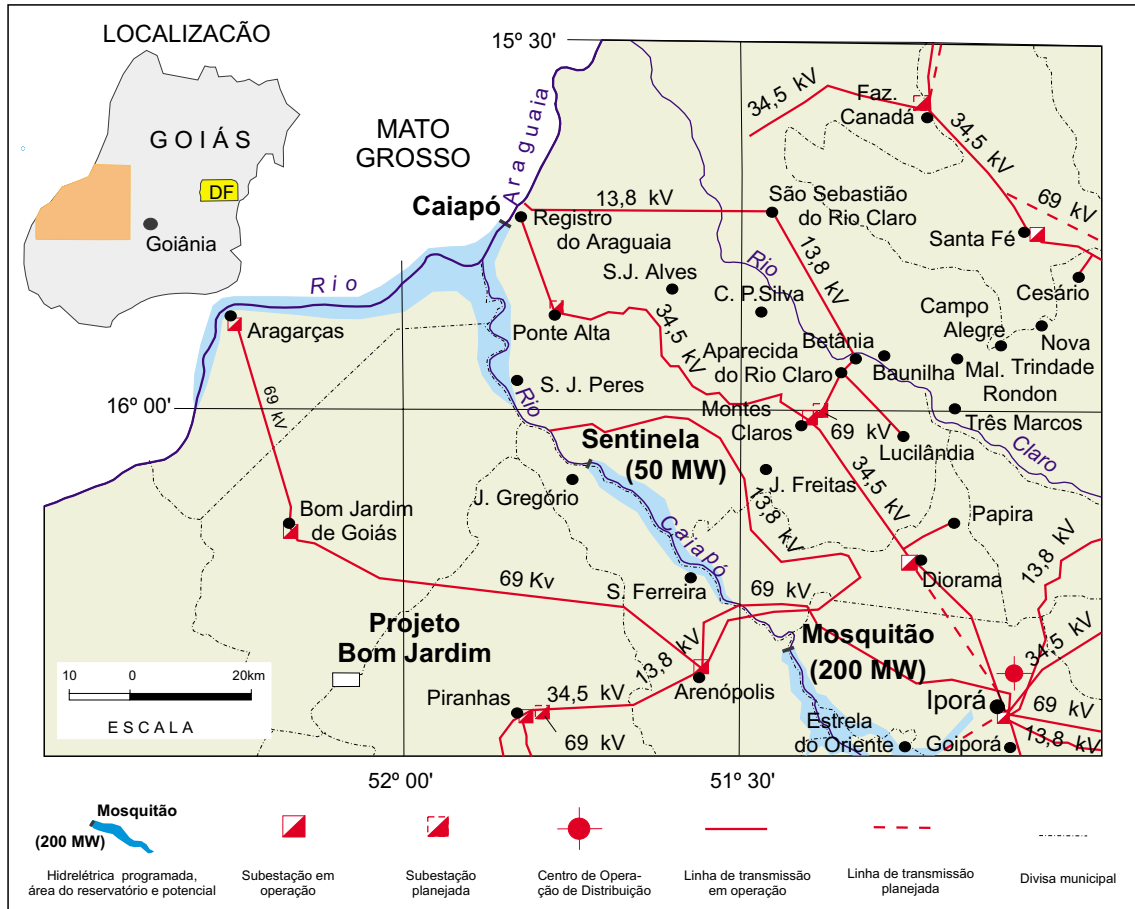 LOCALIZACÃO
GOIÁS
DF
Goiânia
15º 30'
MATO
GROSSO
Araguaia
34,5 kV
Faz.
Canadá
34,5 kV
69 kV
Caiapó
13,8 kV
Registro
do Araguaia
São Sebastião
do Rio Claro
Santa Fé
Cesário
Rio
Aragarças
S.J. Alves
Rio
13,8 kV
C. P.Silva
Campo
Alegre
Nova
Trindade
Ponte Alta
34,5 kV
Betânia
Aparecida
do Rio Claro
Baunilha
Mal.
Rondon
S. J. Peres
Rio
69 kV
16º 00'
Montes
Claros
69 kV
Três Marcos
Lucilândia
Claro
Sentinela
(50 MW)
J. Gregório
J. Freitas
34,5 kV
13,8 kV
Bom Jardim
de Goiás
Caiapó
Papira
Diorama
13,8 kV
69 Kv
S. Ferreira
69 kV
Projeto
Bom Jardim
Mosquitão
(200 MW)
13,8 kV
Arenópolis
34,5 kV
10 0 20km
ESCALA
Piranhas
34,5 kV
69 kV
Iporá
69 kV
13,8 kV
Estrela
do Oriente
Goiporá
52º 00'
51º 30'
Mosquitão
(200 MW)
Hidrelétrica programada,
área do reservatório e potencial
Subestação em
operação
Subestação
planejada
Centro de Opera-
ção de Distribuição
Linha de transmissão
em operação
Linha de transmissão
planejada
Divisa municipal